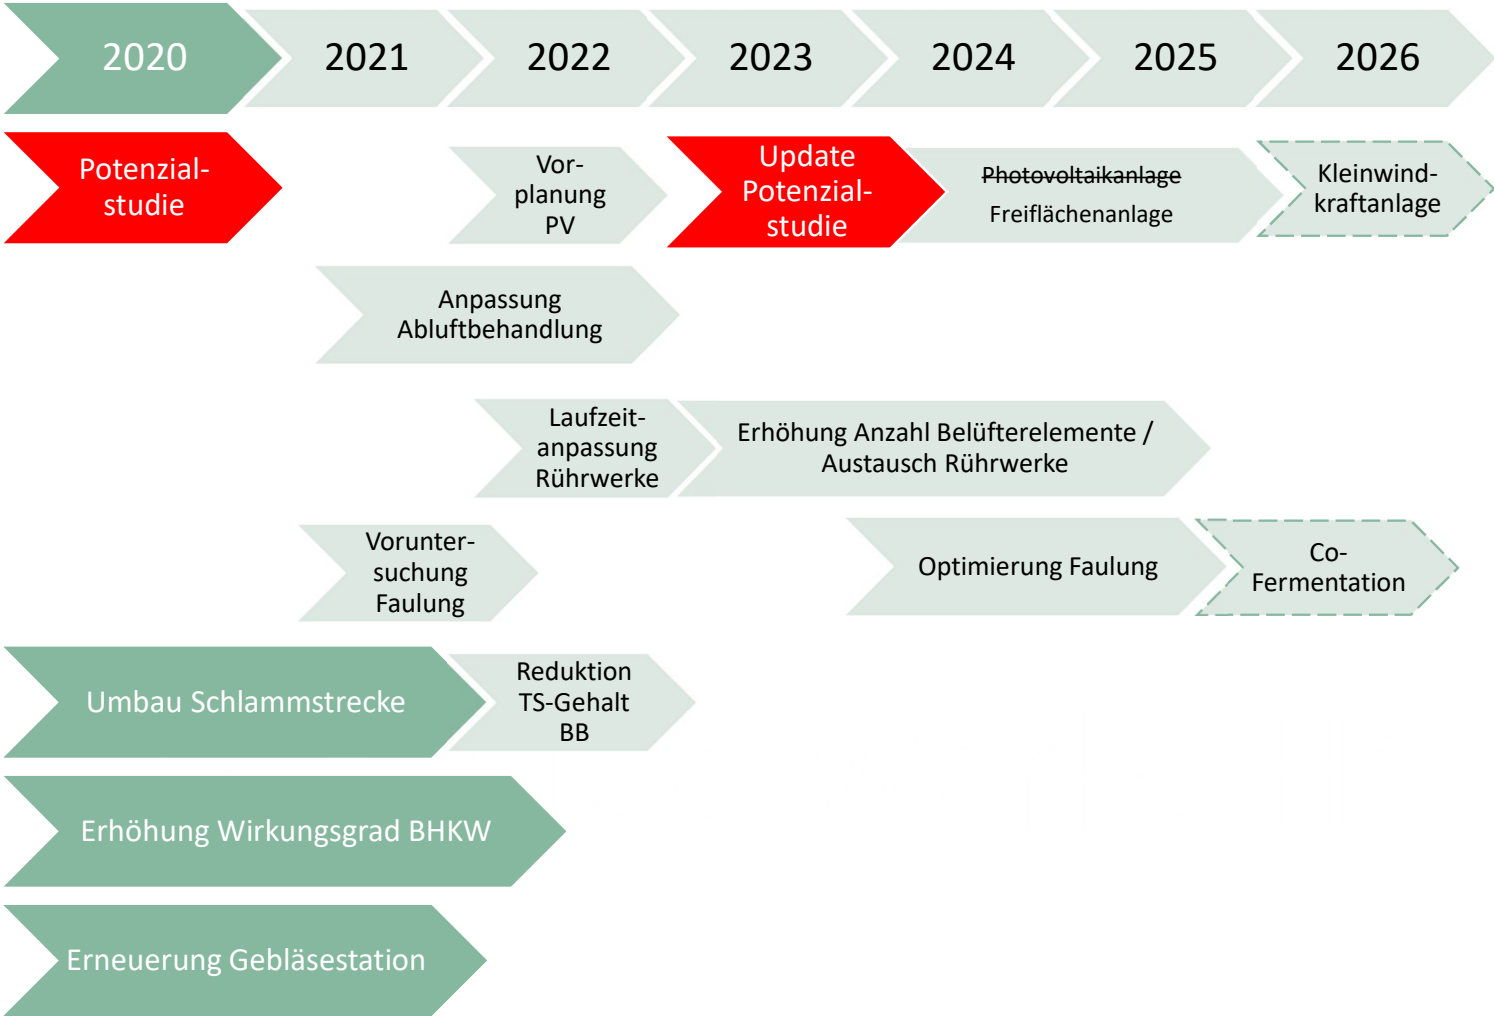 2020
2021
2022
2023
2024
2025
2026
Potenzial-
studie
Vor-
planung
PV
Update
Potenzial-
studie
Photovoltaikanlage
Freiflächenanlage
Kleinwind-
kraftanlage
Anpassung
Abluftbehandlung
Laufzeit-
anpassung
Rührwerke
Erhöhung Anzahl Belüfterelemente /
Austausch Rührwerke
Vorunter-
suchung
Faulung
Optimierung Faulung
Co-
Fermentation
Umbau Schlammstrecke
Reduktion
TS-Gehalt
BB
Erhöhung Wirkungsgrad BHKW
Erneuerung Gebläsestation